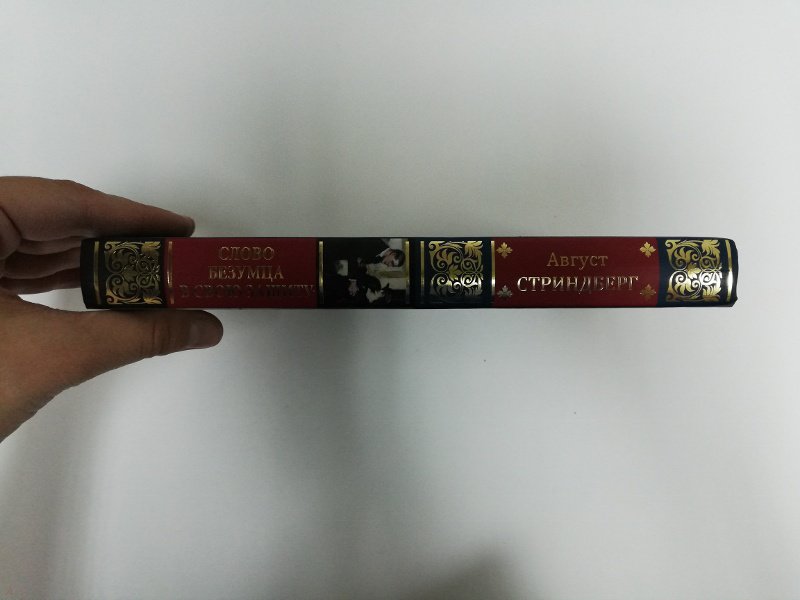 СЛОВО
БЕЗУМЦА
В СВОЮ ЗАЩИТУ
Август
СТРИНДБЕРГ